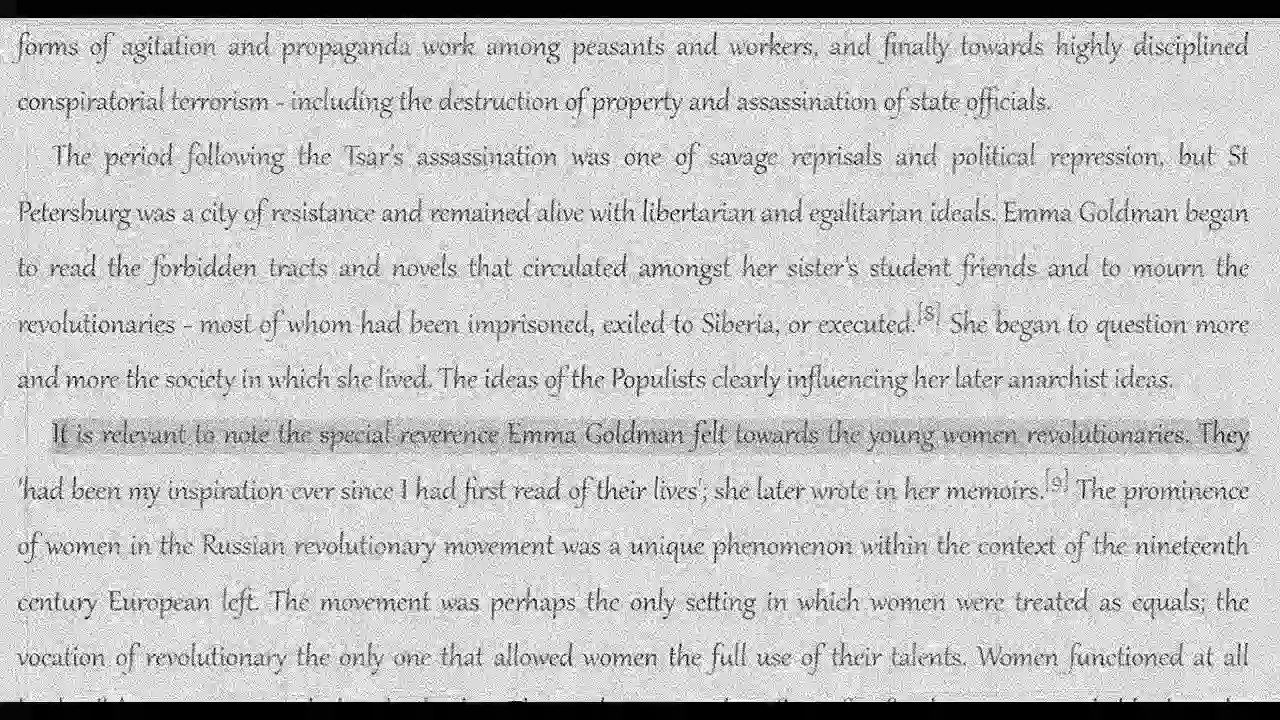 forms of agitation and propaganda work among peasants and workers, and finally towards highly disciplined
conspiratorial terrorism - including the destruction of property and assassination of state officials.
The period following the Tsar's assassination was one of savage reprisals and political repression, but St
Petersburg was a city of resistance and remained alive with libertarian and egalitarian ideals. Emma Goldman began
to read the forbidden tracts and novels that circulated amongst her sister's student friends and to mourn the
revolutionaries - most of whom had been imprisoned, exiled to Siberia, or executed.[8] She began to question more
and more the society in which she lived. The ideas of the Populists clearly influencing her later anarchist ideas.
It is relevant to note the special reverence Emma Goldman felt towards the young women revolutionaries. They
'had been my inspiration ever since I had first read of their lives'; she later wrote in her memoirs.[9] The prominence
of women in the Russian revolutionary movement was a unique phenomenon within the context of the nineteenth
century European left. The movement was perhaps the only setting in which women were treated as equals; the
vocation of revolutionary the only one that allowed women the full use of their talents. Women functioned at all